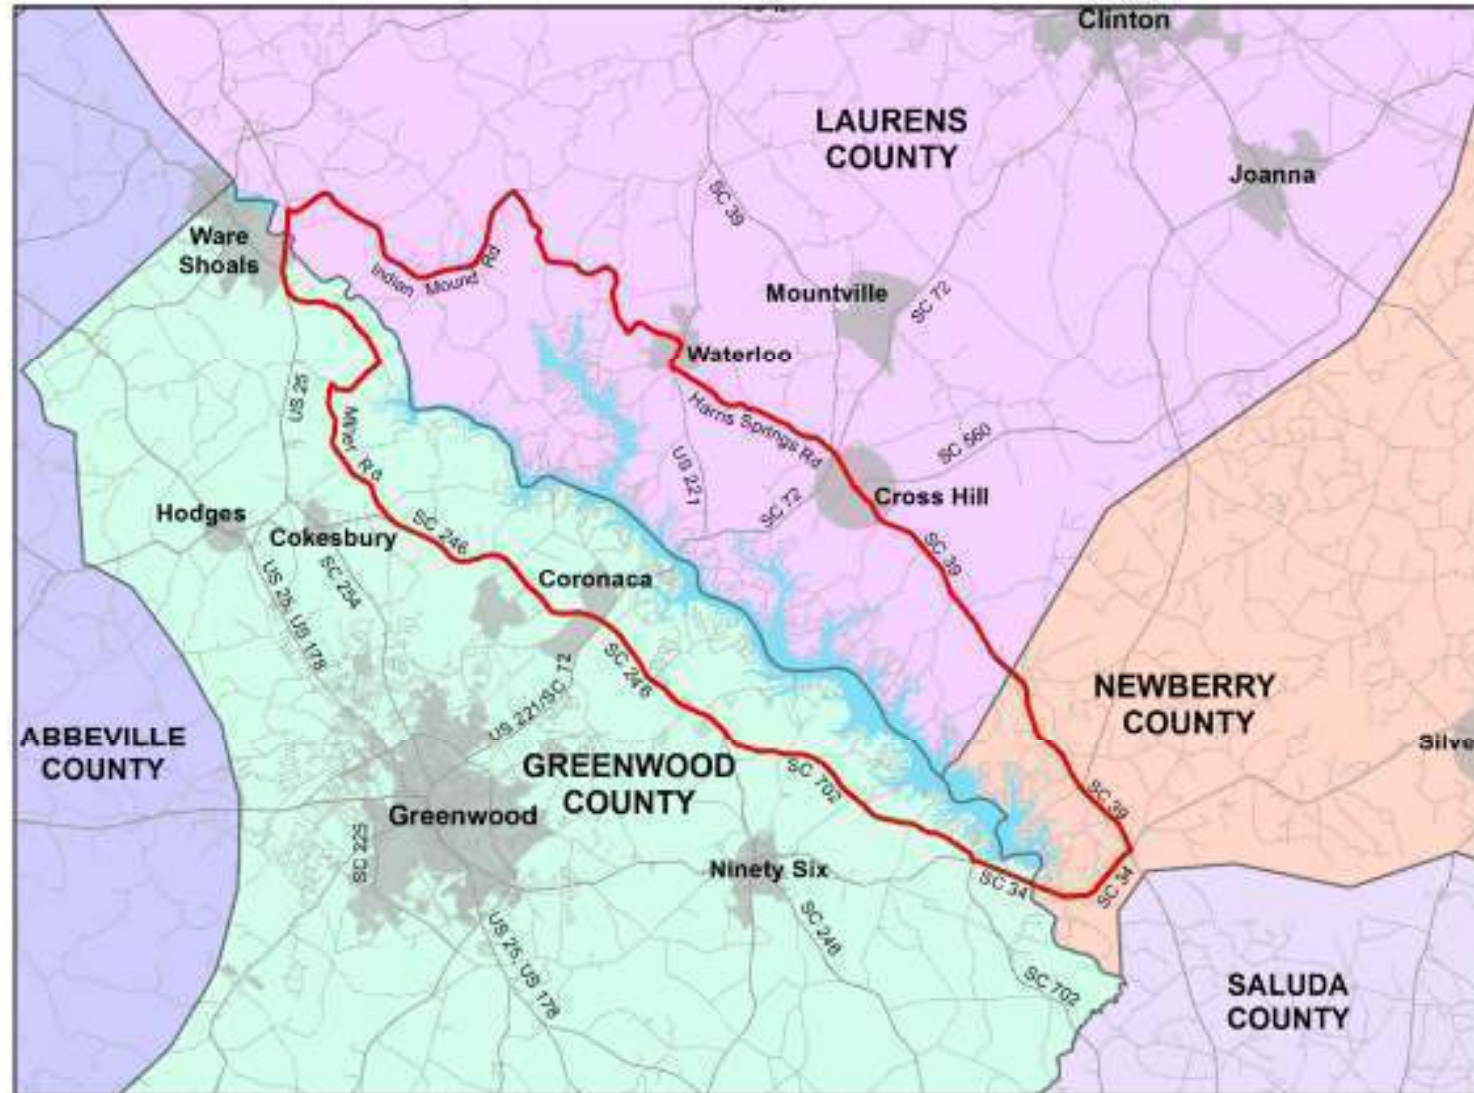 Clinton
LAURENS
COUNTY
Joanna
SC 39
Ware
Shoals
Indian Mound Rd
Mountville
SC 72
Waterloo
US 25
Harris Springs Rd
Miner Rd
SC 560
US 221
SC 72
Cross Hill
Hodges
Cokesbury
SC 246
SC 39
SC 254
Coronaca
US 25, US 178
SC 246
US 221/SC 72
NEWBERRY
COUNTY
ABBEVILLE
COUNTY
Silve
GREENWOOD
COUNTY
SC 702
SC 39
Greenwood
SC 225
Ninety Six
SC 34
SC 34
SC 248
US 25, US 178
SC 702
SALUDA
COUNTY